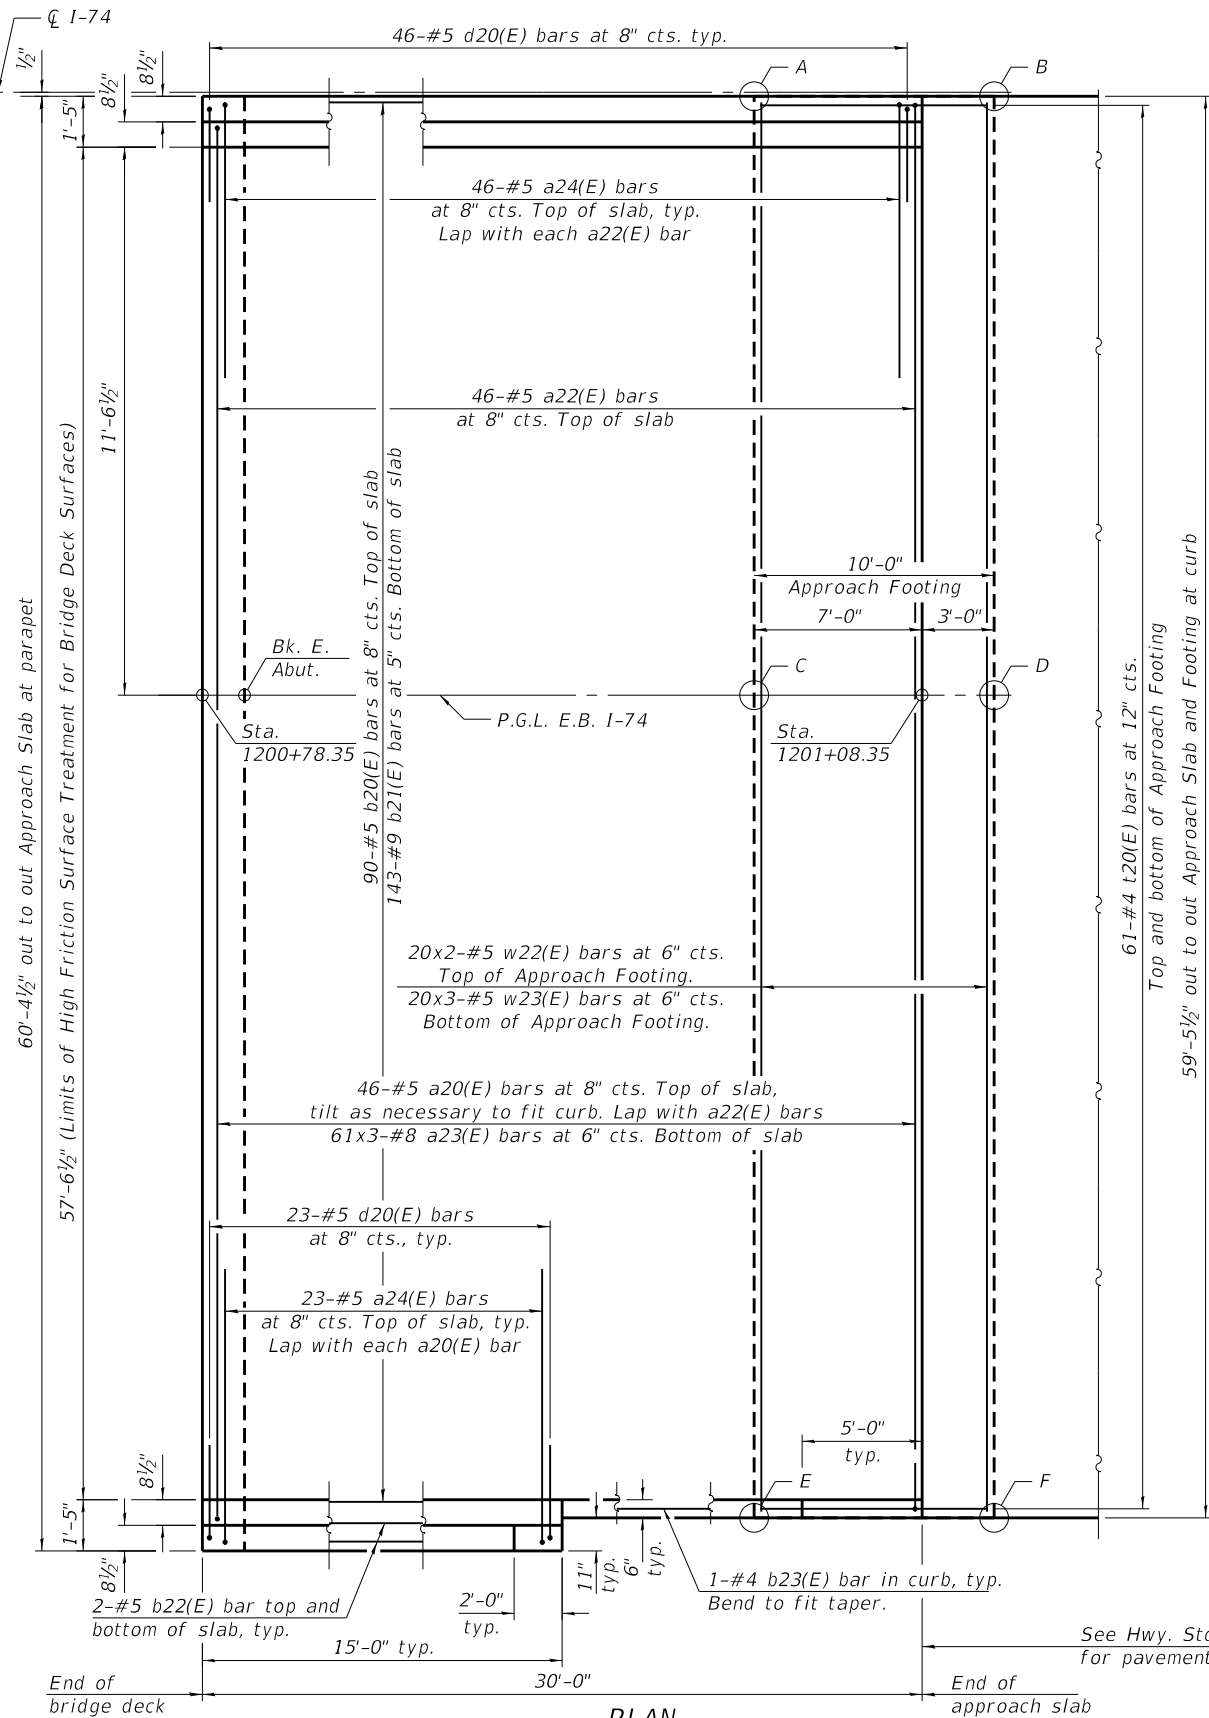 ℄ I-74
46-#5 d20(E) bars at 8" cts. typ.
A
B
½"
8½"
8½"
1'-5"
46-#5 a24(E) bars
at 8" cts. Top of slab, typ.
Lap with each a22(E) bar
11'-6½"
46-#5 a22(E) bars
at 8" cts. Top of slab
90-#5 b20(E) bars at 8" cts. Top of slab
143-#9 b21(E) bars at 5" cts. Bottom of slab
10'-0"
Approach Footing
7'-0"
3'-0"
60'-4½" out to out Approach Slab at parapet
57'-6½" (Limits of High Friction Surface Treatment for Bridge Deck Surfaces)
Bk. E.
Abut.
C
D
P.G.L. E.B. I-74
Sta.
1200+78.35
Sta.
1201+08.35
61-#4 t20(E) bars at 12" cts.
Top and bottom of Approach Footing
59'-5½" out to out Approach Slab and Footing at curb
20x2-#5 w22(E) bars at 6" cts.
Top of Approach Footing.
20x3-#5 w23(E) bars at 6" cts.
Bottom of Approach Footing.
46-#5 a20(E) bars at 8" cts. Top of slab,
tilt as necessary to fit curb. Lap with a22(E) bars
61x3-#8 a23(E) bars at 6" cts. Bottom of slab
23-#5 d20(E) bars
at 8" cts., typ.
23-#5 a24(E) bars
at 8" cts. Top of slab, typ.
Lap with each a20(E) bar
5'-0"
typ.
8½"
E
F
1'-5"
8½"
11"
typ.
6"
typ.
2-#5 b22(E) bar top and
bottom of slab, typ.
2'-0"
typ.
1-#4 b23(E) bar in curb, typ.
Bend to fit taper.
15'-0" typ.
See Hwy.
for pavement
End of
bridge deck
30'-0"
End of
approach slab
PLAN